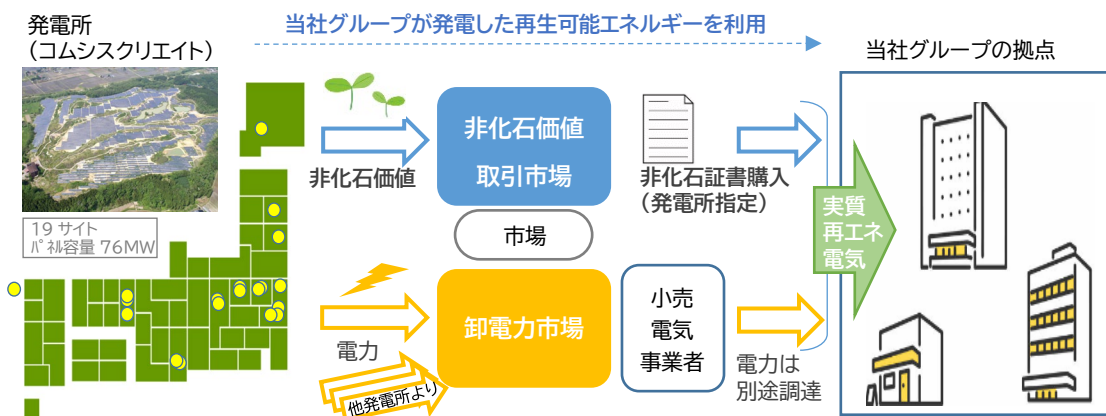 発電所
（コムシスクリエイト）
当社グループが発電した再生可能エネルギーを利用
当社グループの拠点
19 サイト
ﾊﾟﾈﾙ容量 76MW
非化石価値
非化石価値
取引市場
非化石証書購入
（発電所指定）
市場
実質
再エネ
電気
電力
他発電所より
卸電力市場
小売
電気
事業者
電力は
別途調達